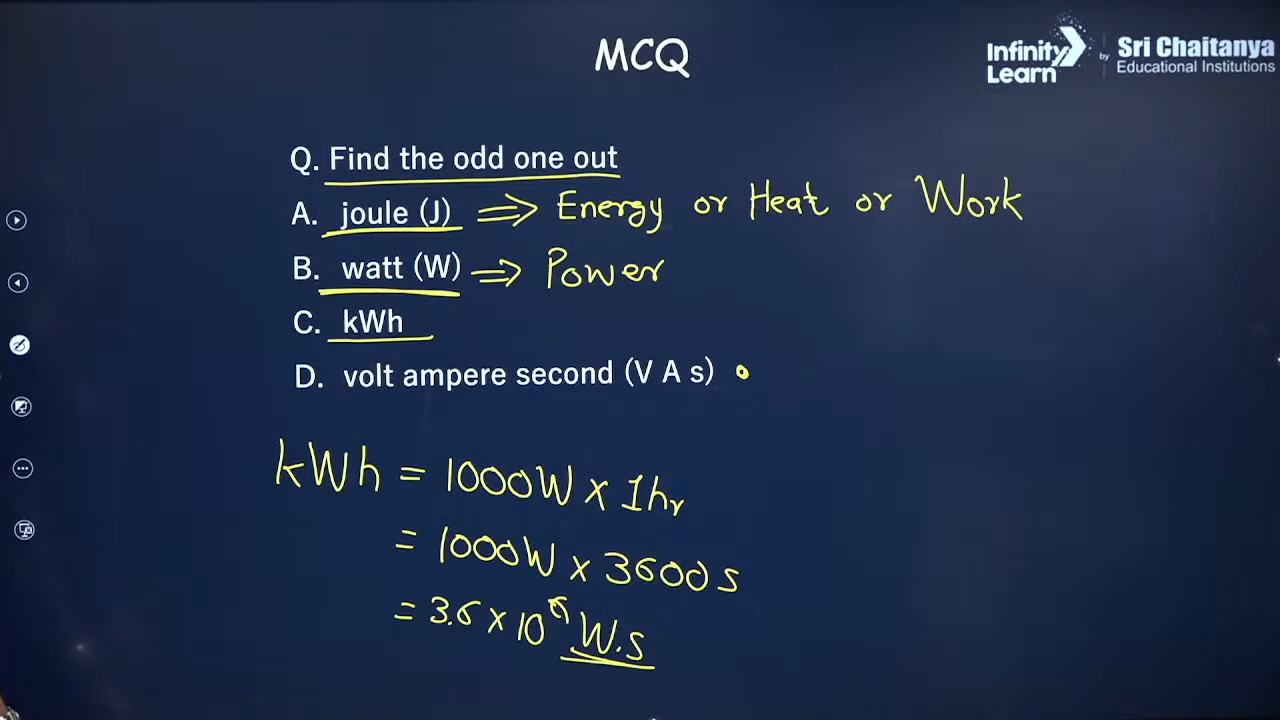 MCQ
Infinity Learn by Sri Chaitanya Educational Institutions
Q. Find the odd one out
A. joule (J) ⇒ Energy or Heat or Work
B. watt (W) ⇒ Power
C. kWh
D. volt ampere second (V A s)
kWh = 1000W × 1hr
= 1000W × 3600s
= 3.6 × 10⁶ W.s